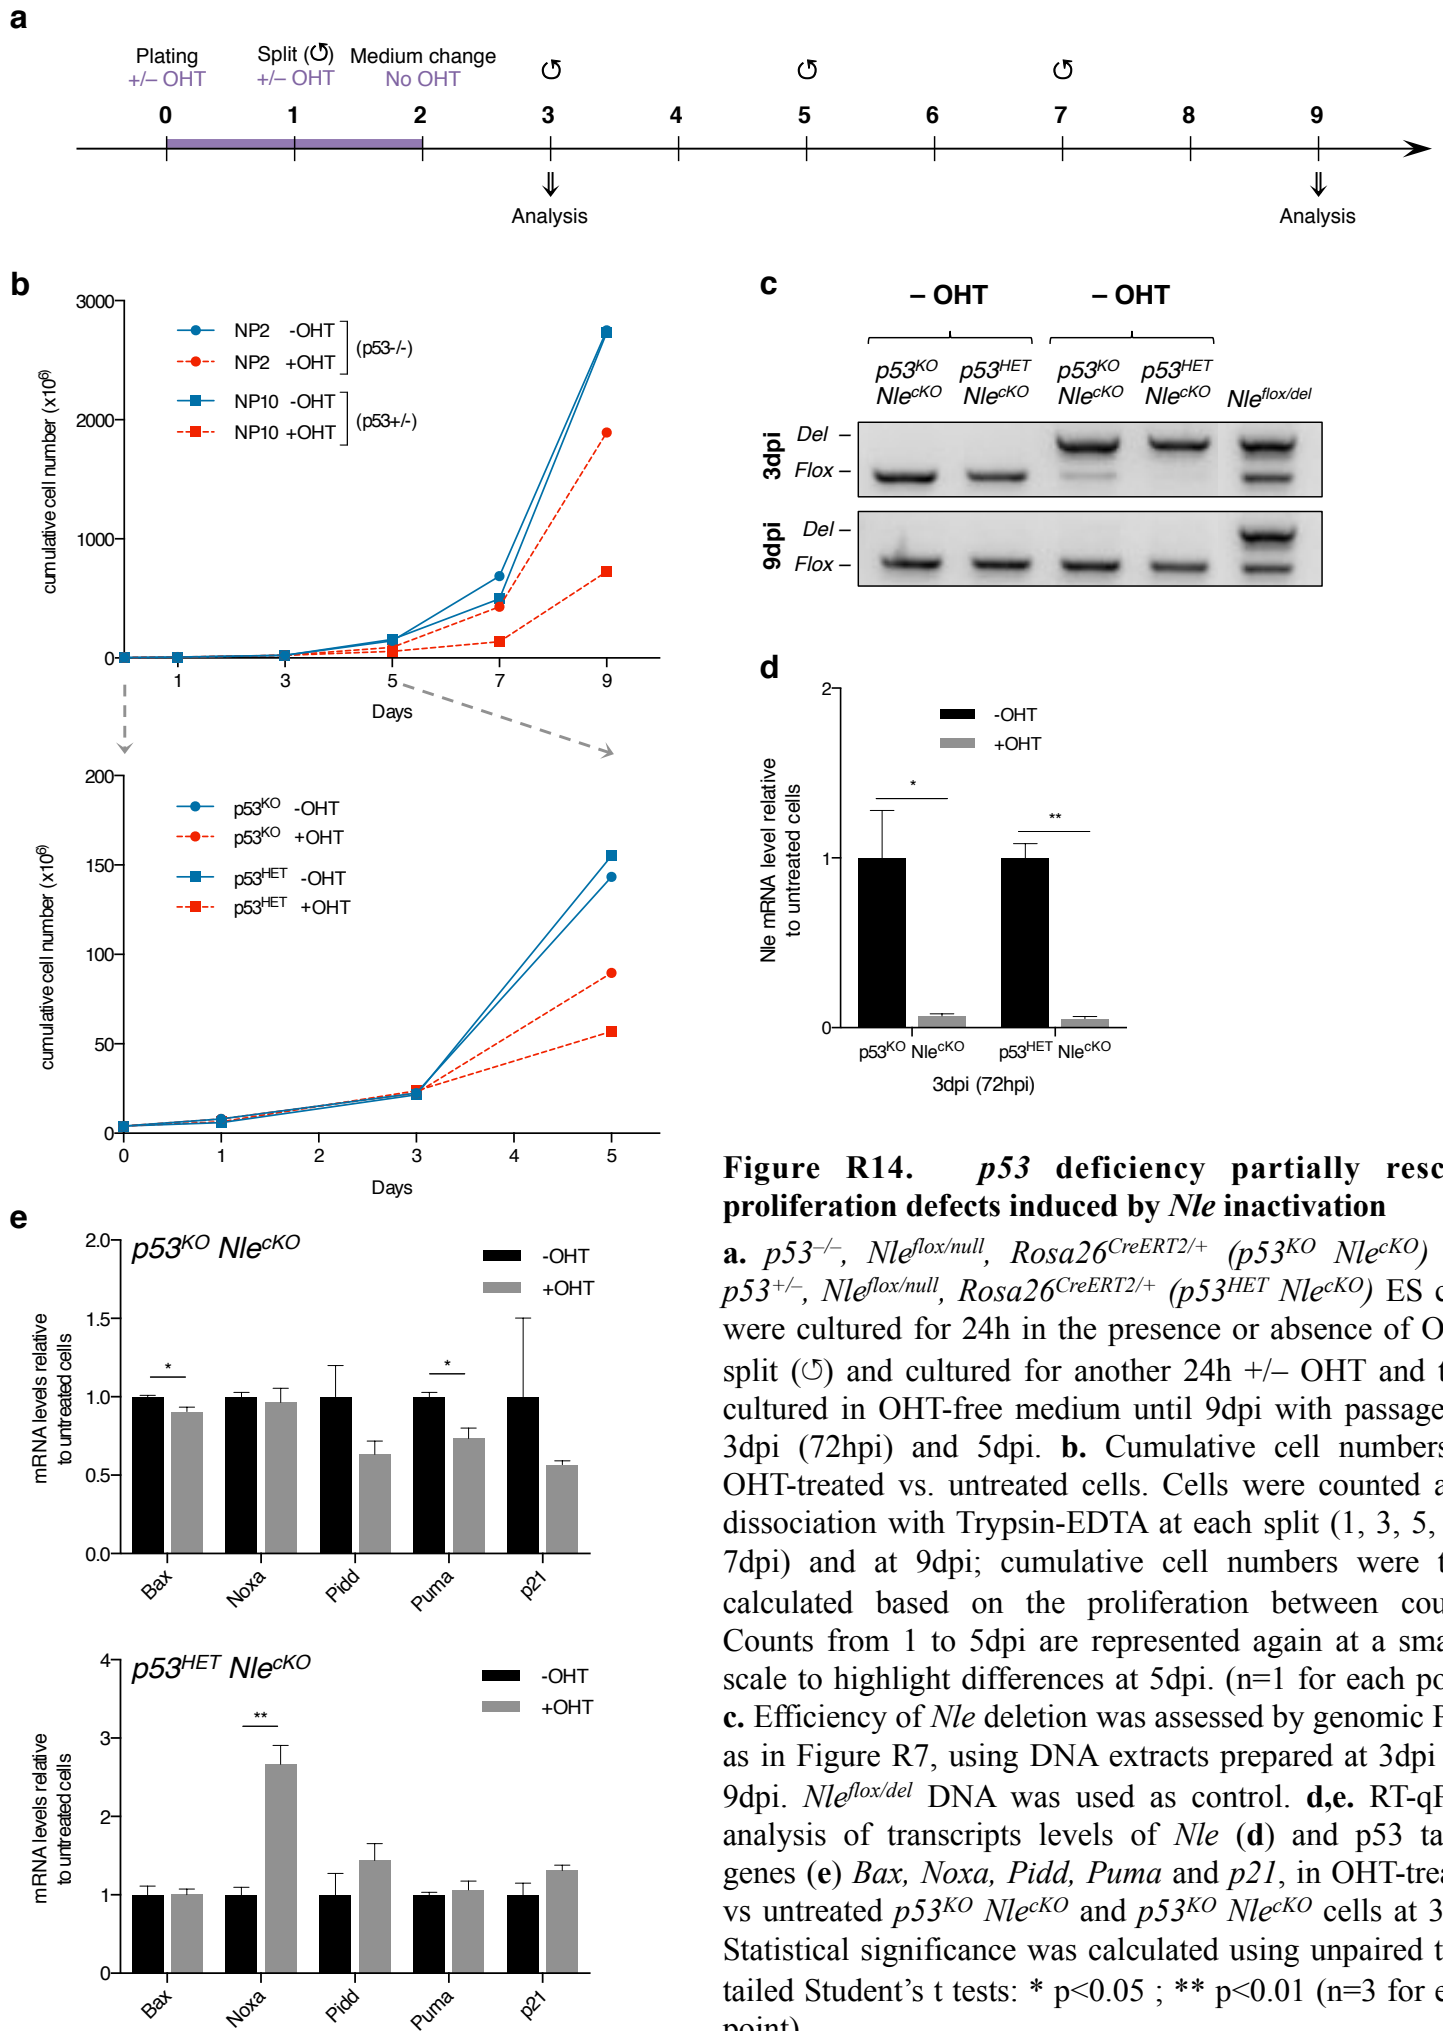 a
Plating
+/– OHT
Split (↺)
+/– OHT
Medium change
No OHT
↺ ↺ ↺
0 1 2 3 4 5 6 7 8 9
⇓ ⇓
Analysis Analysis
b
3000
2000
1000
0
cumulative cell number (x10⁶)
NP2 -OHT
NP2 +OHT
(p53-/-)
NP10 -OHT
NP10 +OHT
(p53+/-)
1 3 5 7 9
Days
200
150
100
50
0
cumulative cell number (x10⁶)
p53KO -OHT
p53KO +OHT
p53HET -OHT
p53HET +OHT
0 1 2 3 4 5
Days
c
– OHT – OHT
p53KO p53HET p53KO p53HET
NlecKO NlecKO NlecKO NlecKO Nleflox/del
3dpi
Del –
Flox –
9dpi
Del –
Flox –
d
2
1
0
Nle mRNA level relative
to untreated cells
-OHT
+OHT
* **
p53KO NlecKO p53HET NlecKO
3dpi (72hpi)
e
p53KO NlecKO
2.0
1.5
1.0
0.5
0.0
mRNA levels relative
to untreated cells
-OHT
+OHT
* *
Bax Noxa Pidd Puma p21
p53HET NlecKO
4
3
2
1
0
mRNA levels relative
to untreated cells
-OHT
+OHT
**
Bax Noxa Pidd Puma p21
Figure R14. p53 deficiency partially resc
proliferation defects induced by Nle inactivation
a. p53–/–, Nleflox/null, Rosa26CreERT2/+ (p53KO NlecKO)
p53+/–, Nleflox/null, Rosa26CreERT2/+ (p53HET NlecKO) ES c
were cultured for 24h in the presence or absence of O
split (↺) and cultured for another 24h +/– OHT and t
cultured in OHT-free medium until 9dpi with passage
3dpi (72hpi) and 5dpi. b. Cumulative cell numbers
OHT-treated vs. untreated cells. Cells were counted a
dissociation with Trypsin-EDTA at each split (1, 3, 5,
7dpi) and at 9dpi; cumulative cell numbers were t
calculated based on the proliferation between cou
Counts from 1 to 5dpi are represented again at a sma
scale to highlight differences at 5dpi. (n=1 for each po
c. Efficiency of Nle deletion was assessed by genomic P
as in Figure R7, using DNA extracts prepared at 3dpi
9dpi. Nleflox/del DNA was used as control. d,e. RT-qP
analysis of transcripts levels of Nle (d) and p53 ta
genes (e) Bax, Noxa, Pidd, Puma and p21, in OHT-trea
vs untreated p53KO NlecKO and p53KO NlecKO cells at 3
Statistical significance was calculated using unpaired t
tailed Student's t tests: * p<0.05 ; ** p<0.01 (n=3 for e
point)